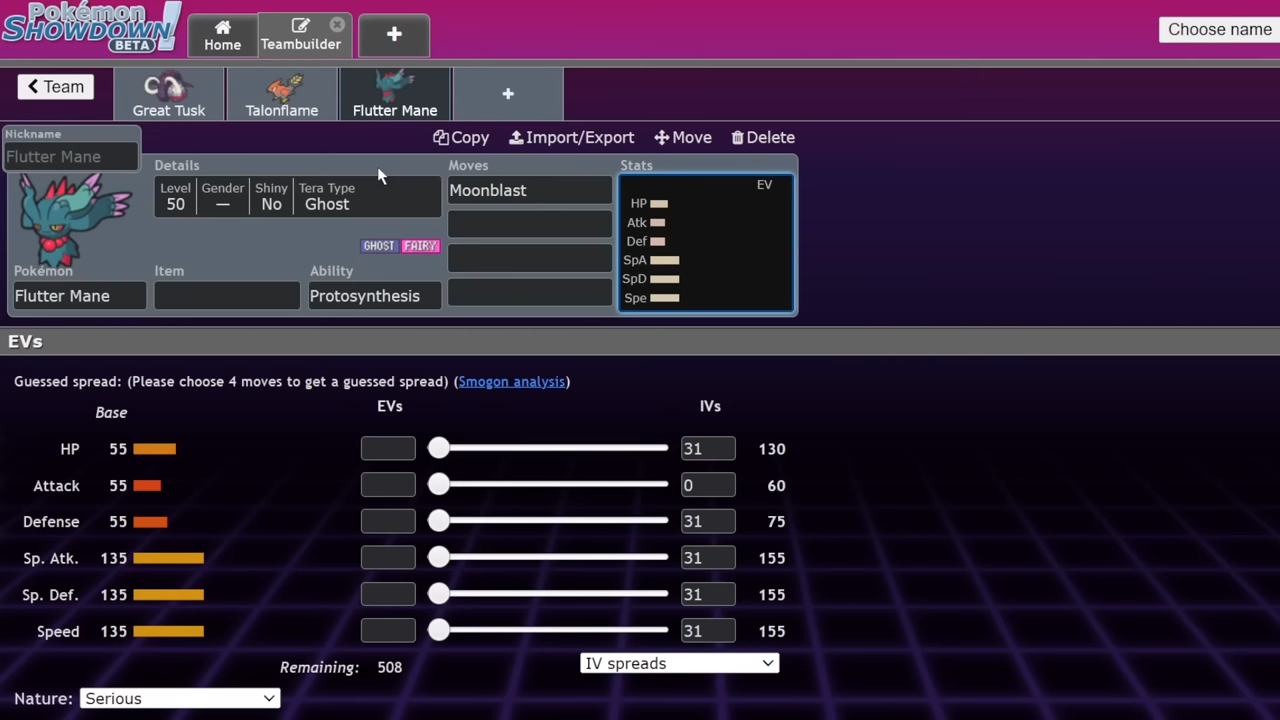 Pokémon
SHOWDOWN!
BETA
Home
Teambuilder
+
Choose name
Team
Great Tusk
Talonflame
Flutter Mane
+
Copy
Import/Export
Move
Delete
Nickname
Flutter Mane
Details
Level
50
Gender
—
Shiny
No
Tera Type
Ghost
GHOST FAIRY
Pokémon
Flutter Mane
Item
Ability
Protosynthesis
Moves
Moonblast
Stats
EV
HP
Atk
Def
SpA
SpD
Spe
EVs
Guessed spread: (Please choose 4 moves to get a guessed spread) (Smogon analysis)
Base EVs IVs
HP 55 31 130
Attack 55 0 60
Defense 55 31 75
Sp. Atk. 135 31 155
Sp. Def. 135 31 155
Speed 135 31 155
Remaining: 508 IV spreads
Nature: Serious